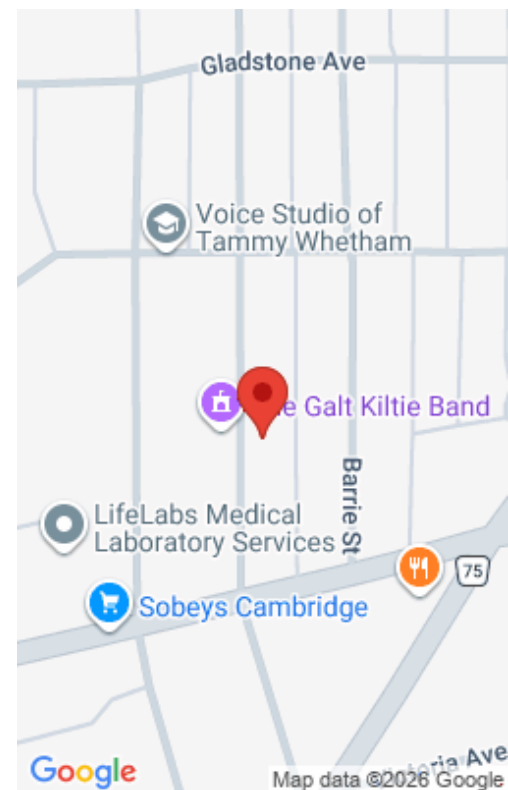 Gladstone Ave
Voice Studio of
Tammy Whetham
Galt Kiltie Band
Barrie St
LifeLabs Medical
Laboratory Services
75
Sobeys Cambridge
Ave
Google
Map data ©2026 Google